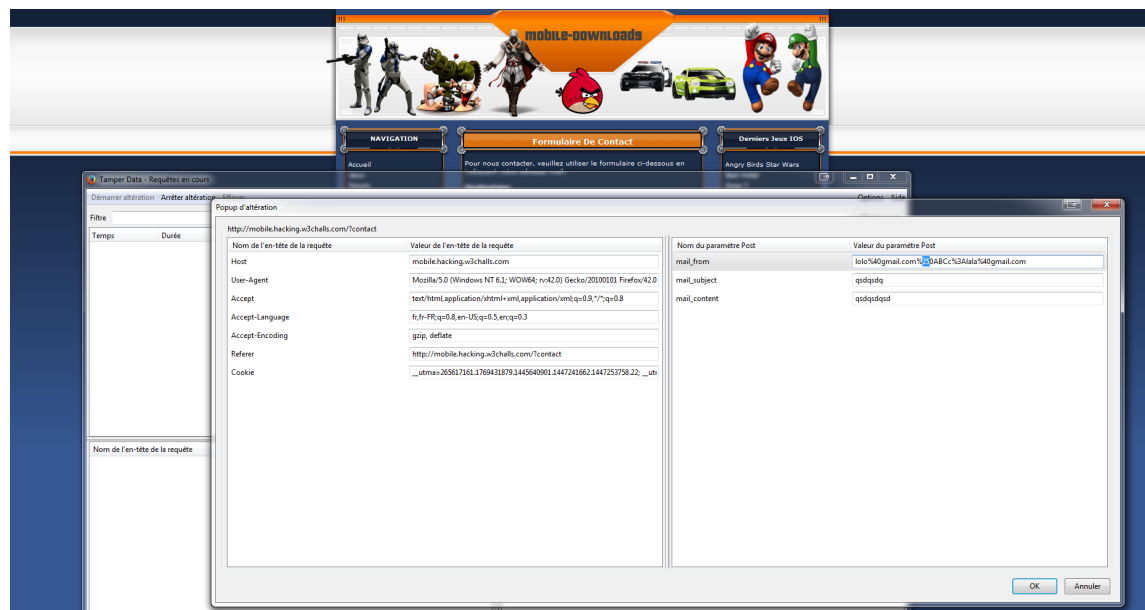 mobile-downloads
NAVIGATION
Formulaire De Contact
Derniers Jeux IOS
Accueil
Pour nous contacter, veuillez utiliser le formulaire ci-dessous en
Angry Birds Star Wars
Tamper Data - Requêtes en cours
Démarrer altération Arrêter altération Effacer
Options Aide
Filtre
Temps Durée
Nom de l'en-tête de la requête
Popup d'altération
http://mobile.hacking.w3challs.com/?contact
Nom de l'en-tête de la requête Valeur de l'en-tête de la requête
Host mobile.hacking.w3challs.com
User-Agent Mozilla/5.0 (Windows NT 6.1; WOW64; rv:42.0) Gecko/20100101 Firefox/42.0
Accept text/html,application/xhtml+xml,application/xml;q=0.9,*/*;q=0.8
Accept-Language fr,fr-FR;q=0.8,en-US;q=0.5,en;q=0.3
Accept-Encoding gzip, deflate
Referer http://mobile.hacking.w3challs.com/?contact
Cookie __utma=265617161.1769431879.1445640901.1447241662.1447253758.22; __utm
Nom du paramètre Post Valeur du paramètre Post
mail_from lolo%40gmail.com%250ABCc%3Alala%40gmail.com
mail_subject qsdqsdq
mail_content qsdqsdqsd
OK Annuler